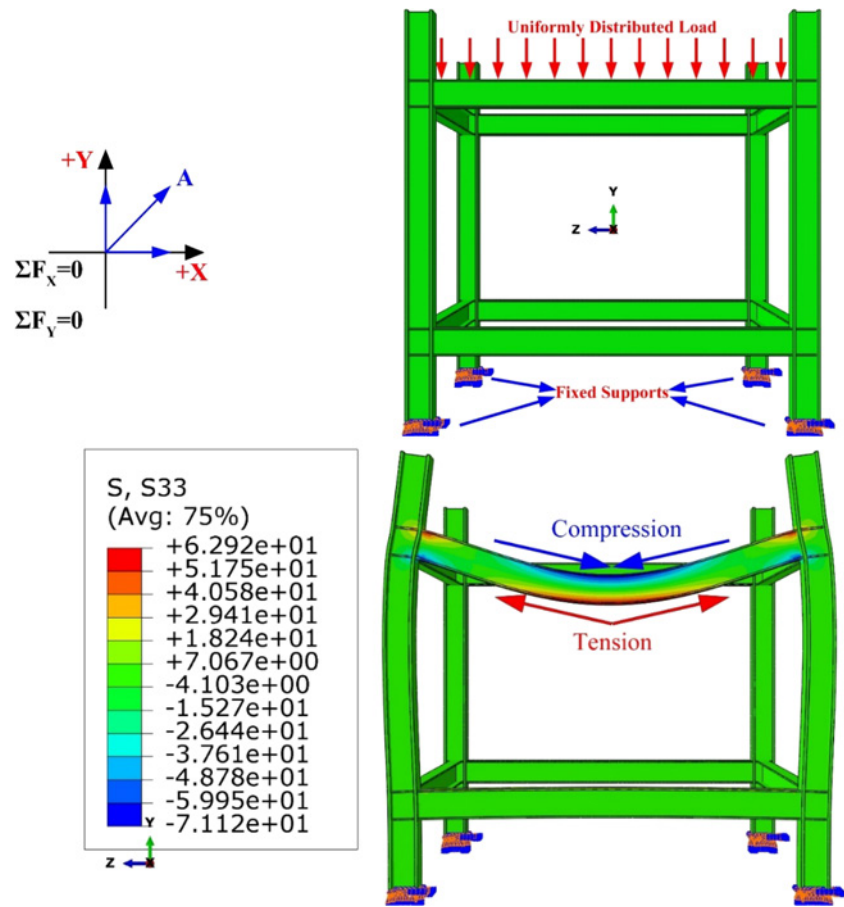 Uniformly Distributed Load
+Y
A
+X
ΣF_X=0
ΣF_Y=0
Y
Z
X
Fixed Supports
S, S33
(Avg: 75%)
+6.292e+01
+5.175e+01
+4.058e+01
+2.941e+01
+1.824e+01
+7.067e+00
-4.103e+00
-1.527e+01
-2.644e+01
-3.761e+01
-4.878e+01
-5.995e+01
-7.112e+01
Y
Z
X
Compression
Tension